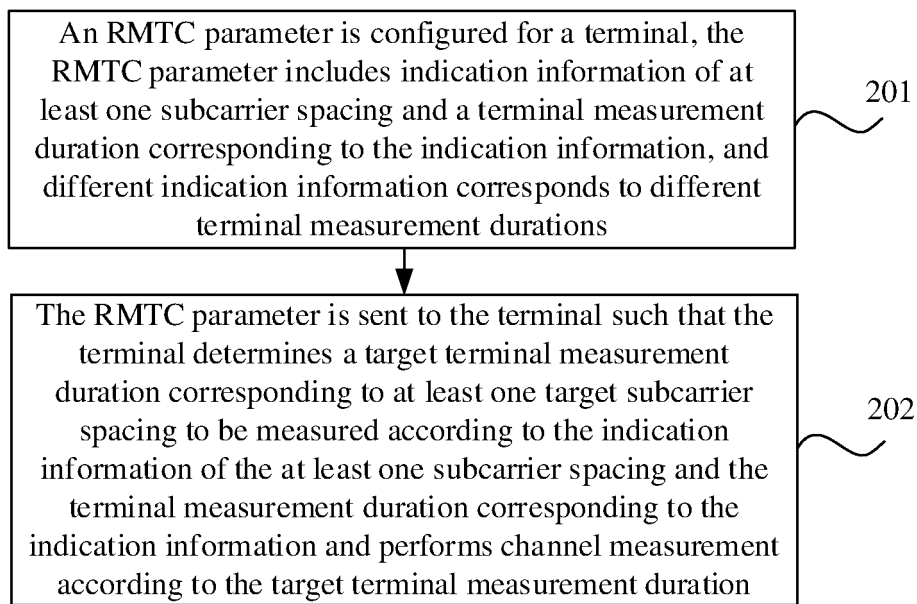 An RMTC parameter is configured for a terminal, the
RMTC parameter includes indication information of at
least one subcarrier spacing and a terminal measurement
duration corresponding to the indication information, and
different indication information corresponds to different
terminal measurement durations
201
The RMTC parameter is sent to the terminal such that the
terminal determines a target terminal measurement
duration corresponding to at least one target subcarrier
spacing to be measured according to the indication
information of the at least one subcarrier spacing and the
terminal measurement duration corresponding to the
indication information and performs channel measurement
according to the target terminal measurement duration
202